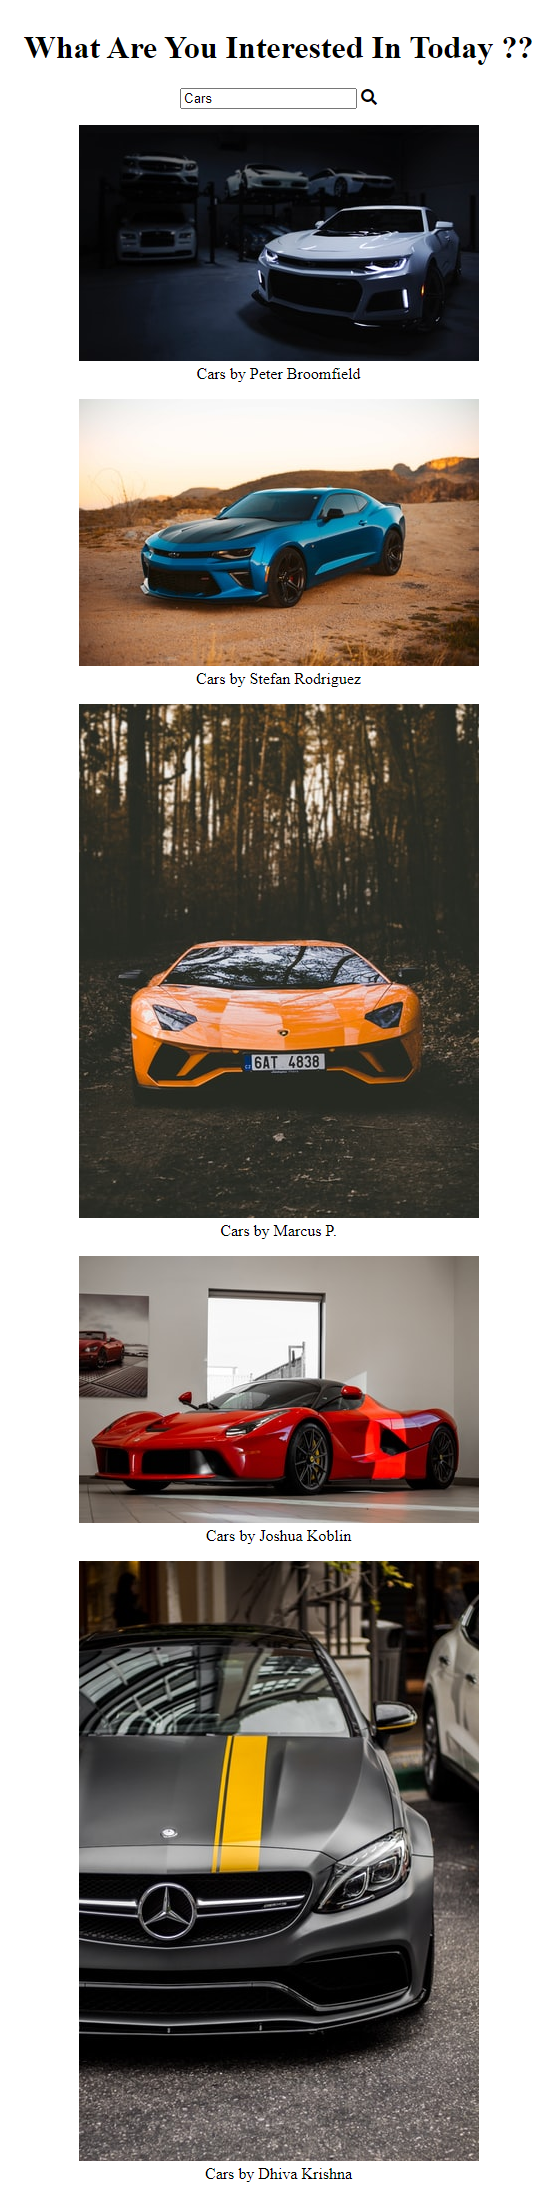 What Are You Interested In Today ??
Cars
Cars by Peter Broomfield
Cars by Stefan Rodriguez
6AT 4838
Cars by Marcus P.
Cars by Joshua Koblin
Cars by Dhiva Krishna